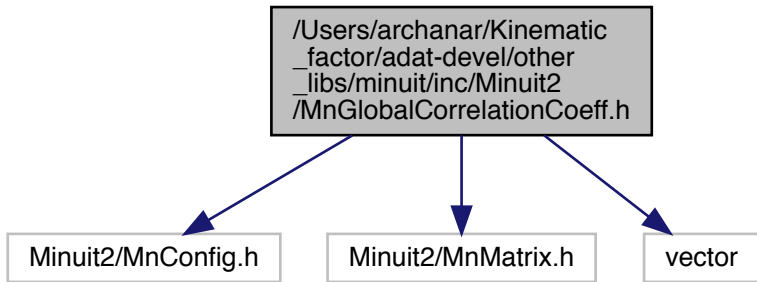 /Users/archanar/Kinematic
_factor/adat-devel/other
_libs/minuit/inc/Minuit2
/MnGlobalCorrelationCoeff.h
Minuit2/MnConfig.h
Minuit2/MnMatrix.h
vector